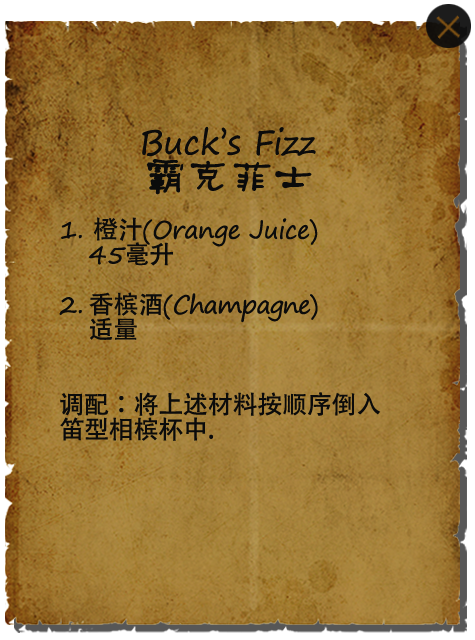 Buck's Fizz
霸克菲士
1. 橙汁(Orange Juice)
45毫升
2. 香槟酒(Champagne)
适量
调配：将上述材料按顺序倒入
笛型相槟杯中.